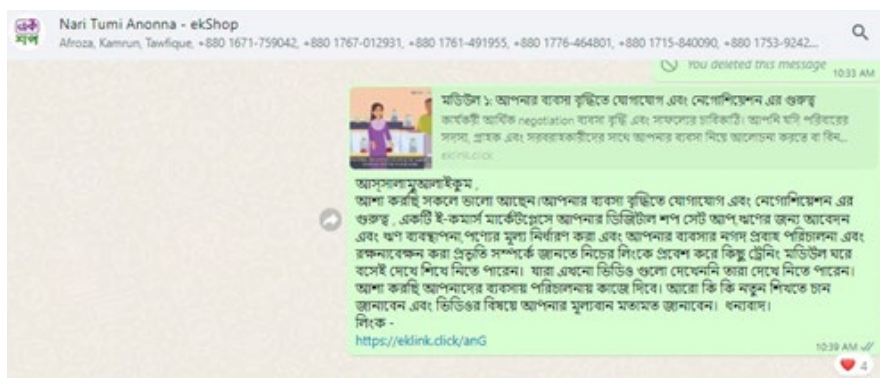 একশপ
Nari Tumi Anonna - ekShop
Afroza, Kamrun, Tawfique, +880 1671-759042, +880 1767-012931, +880 1761-491955, +880 1776-464801, +880 1715-840090, +880 1753-9242...
You deleted this message
10:33 AM
মডিউল ১: আপনার ব্যবসা বৃদ্ধিতে যোগাযোগ এবং নেগোশিয়েশন এর গুরুত্ব
কার্যকরী আর্থিক negotiation ব্যবসা বৃদ্ধি এবং সাফল্যের চাবিকাঠি। আপনি যদি পরিবারের
সদস্য, গ্রাহক এবং সরবরাহকারীদের সাথে আপনার ব্যবসা নিয়ে আলোচনা করতে বা বিন...
eklink.click
আস্সালামুআলাইকুম ,
আশা করছি সকলে ভালো আছেন।আপনার ব্যবসা বৃদ্ধিতে যোগাযোগ এবং নেগোশিয়েশন এর
গুরুত্ব , একটি ই-কমার্স মার্কেটপ্লেসে আপনার ডিজিটাল শপ সেট আপ,ঋণের জন্য আবেদন
এবং ঋণ ব্যবস্থাপনা,পণ্যের মূল্য নির্ধারণ করা এবং আপনার ব্যবসার নগদ প্রবাহ পরিচালনা এবং
রক্ষনাবেক্ষন করা প্রভৃতি সম্পর্কে জানতে নিচের লিংকে প্রবেশ করে কিছু ট্রেনিং মডিউল ঘরে
বসেই দেখে শিখে নিতে পারেন। যারা এখনো ভিডিও গুলো দেখেননি তারা দেখে নিতে পারেন।
আশা করছি আপনাদের ব্যবসায় পরিচালনায় কাজে দিবে। আরো কি কি নতুন শিখতে চান
জানাবেন এবং ভিডিওর বিষয়ে আপনার মূল্যবান মতামত জানাবেন। ধন্যবাদ।
লিংক -
https://eklink.click/anG
10:39 AM
4